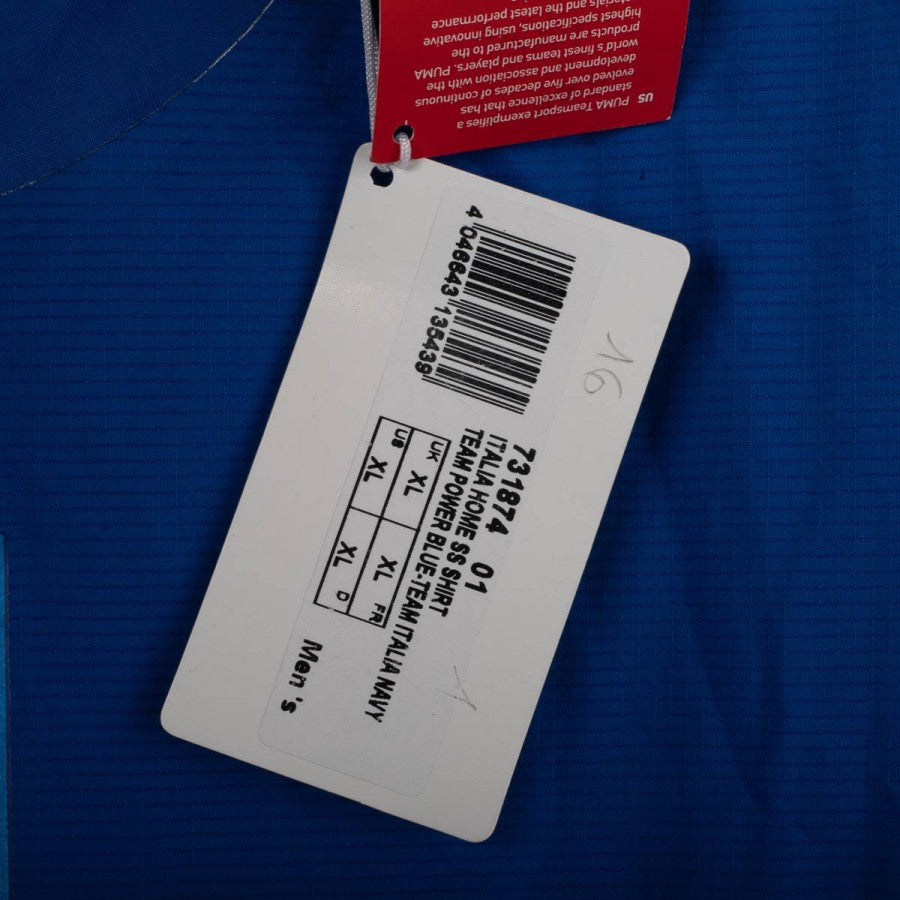 US PUMA Teamsport exemplifies a
standard of excellence that has
evolved over five decades of continuous
development and association with the
world's finest teams and players. PUMA
products are manufactured to the
highest specifications, using innovative
and the latest performance
4 046643 135439
731874 01
ITALIA HOME SS SHIRT
TEAM POWER BLUE-TEAM ITALIA NAVY
UK XL XL FR
US XL XL D
Men 's
16
1